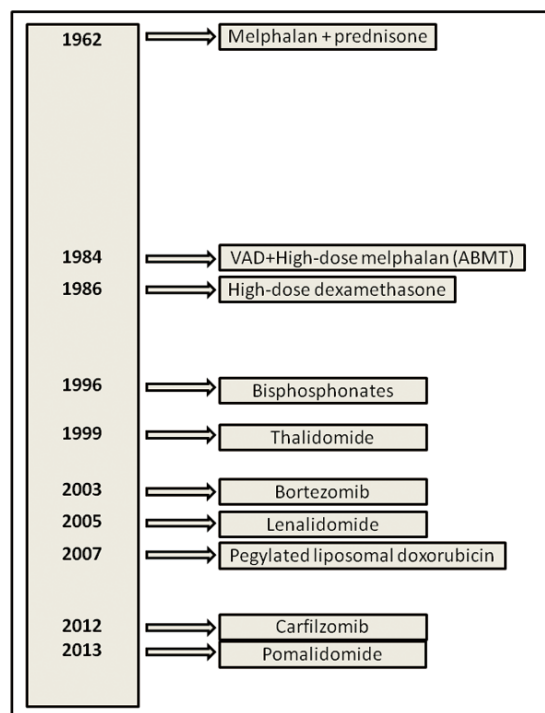 1962 Melphalan + prednisone
1984 VAD+High-dose melphalan (ABMT)
1986 High-dose dexamethasone
1996 Bisphosphonates
1999 Thalidomide
2003 Bortezomib
2005 Lenalidomide
2007 Pegylated liposomal doxorubicin
2012 Carfilzomib
2013 Pomalidomide